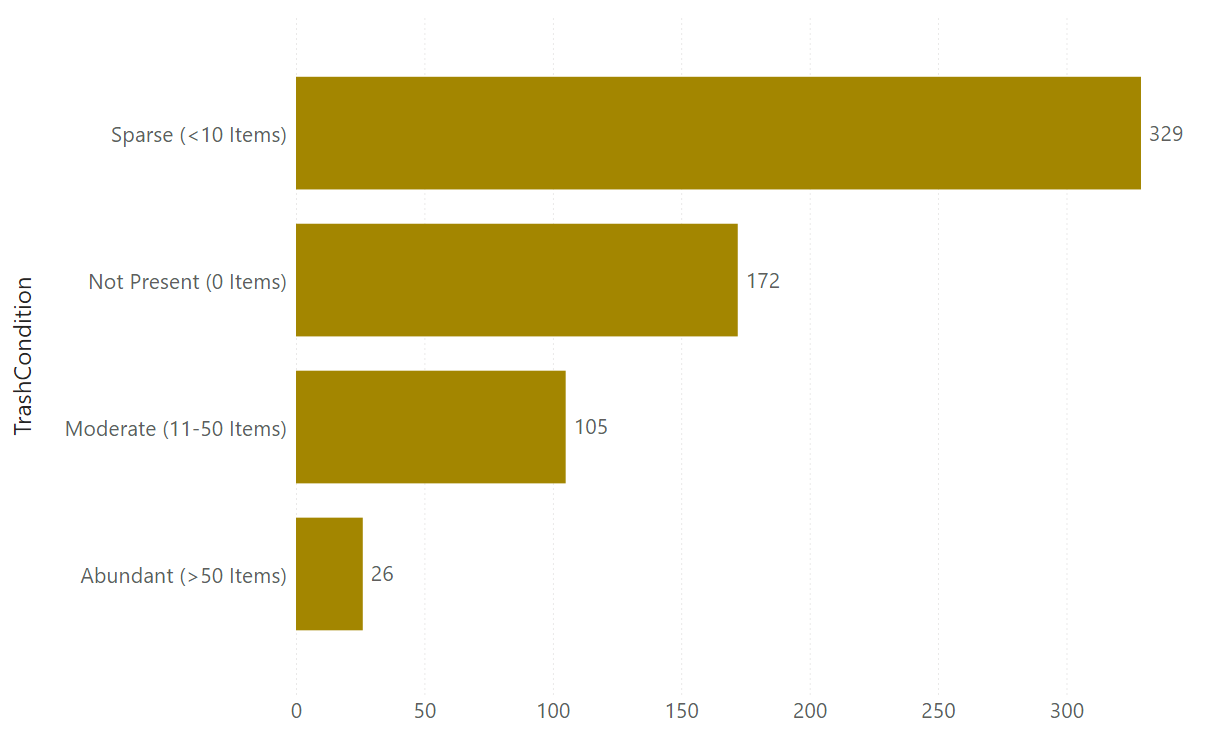 TrashCondition
Sparse (<10 Items)
329
Not Present (0 Items)
172
Moderate (11-50 Items)
105
Abundant (>50 Items)
26
0 50 100 150 200 250 300